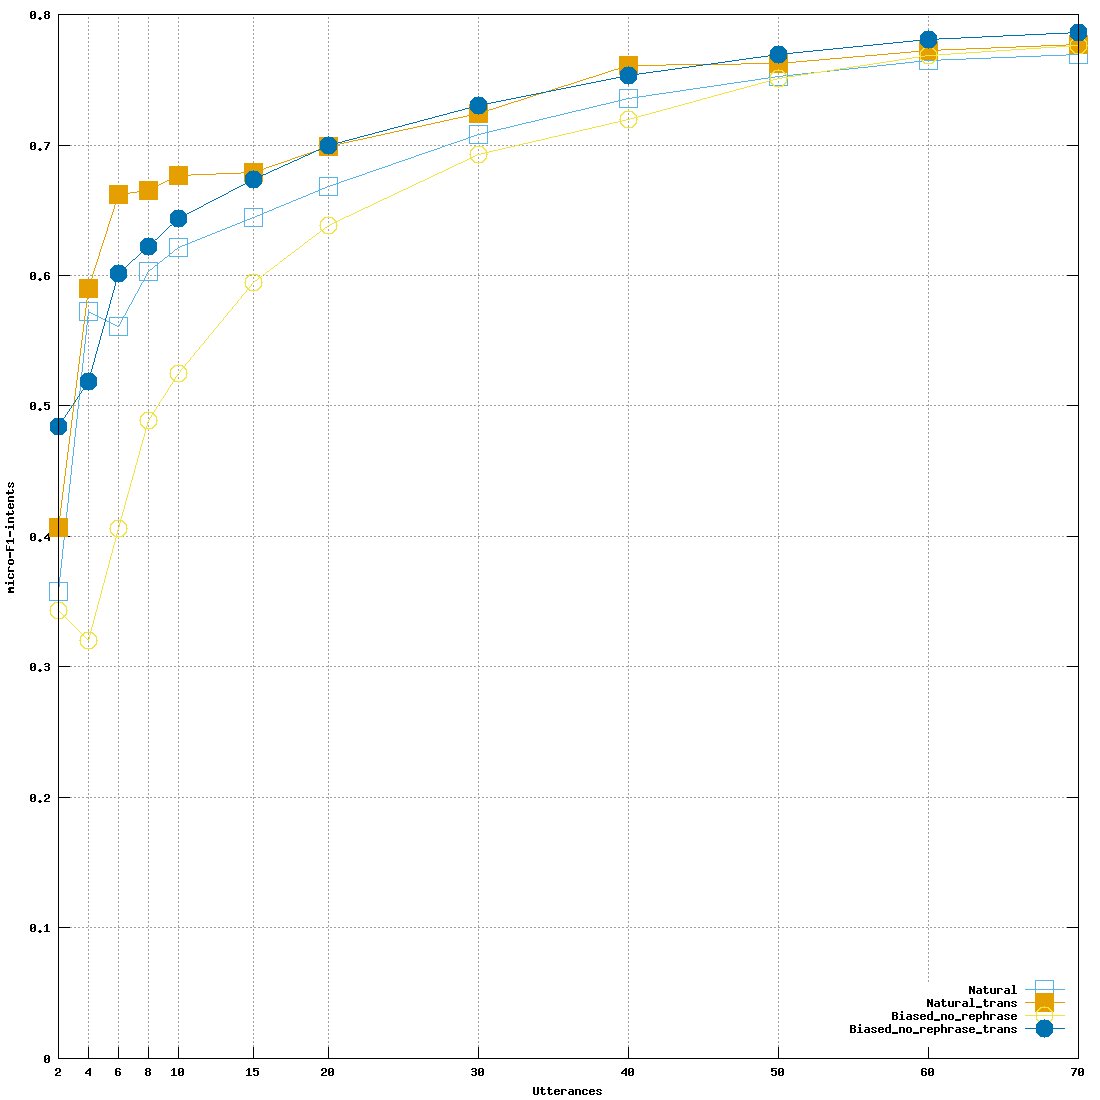 0.8
0.7
0.6
0.5
0.4
0.3
0.2
0.1
0
micro-F1-intents
Natural
Natural_trans
Biased_no_rephrase
Biased_no_rephrase_trans
2 4 6 8 10 15 20 30 40 50 60 70
Utterances